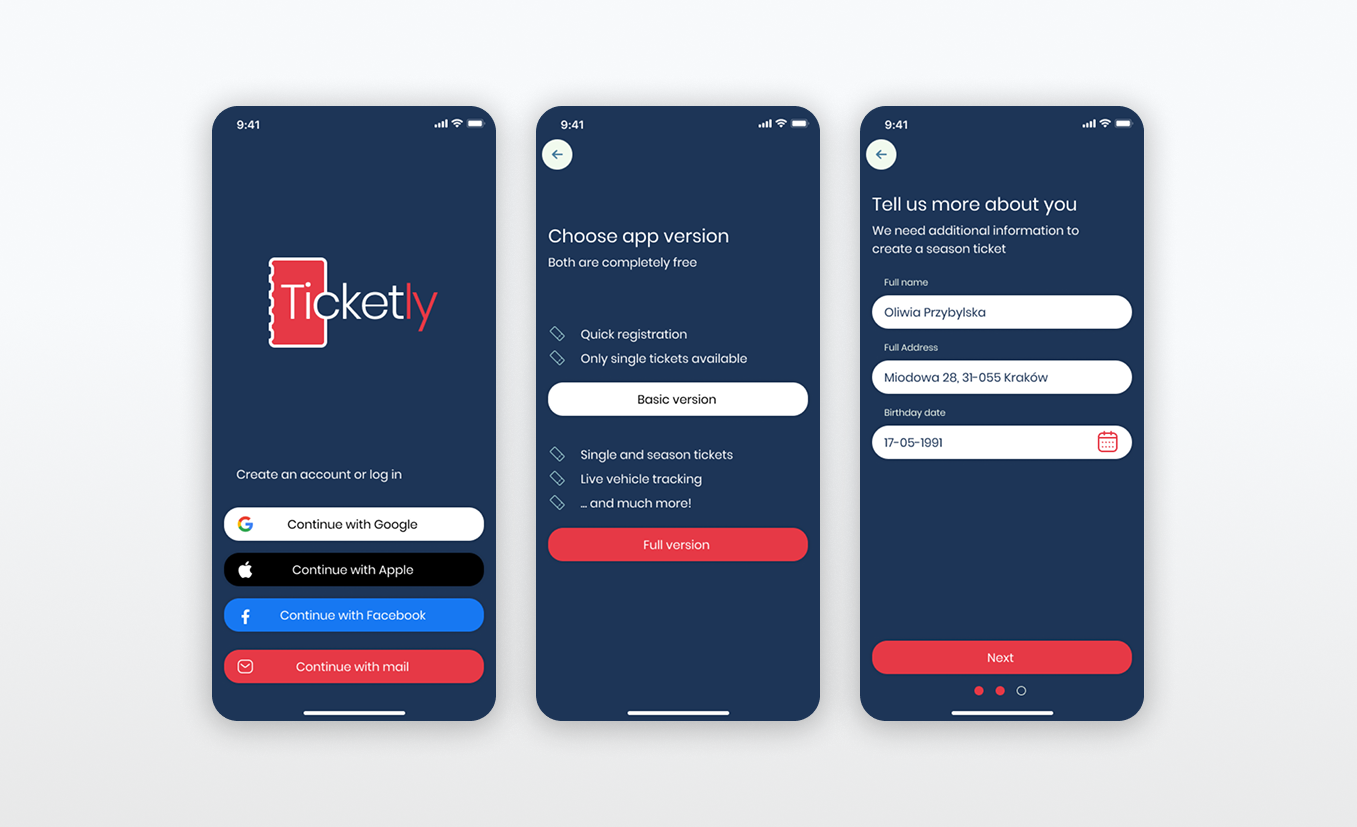 9:41
Ticketly
Create an account or log in
Continue with Google
Continue with Apple
Continue with Facebook
Continue with mail
9:41
Choose app version
Both are completely free
Quick registration
Only single tickets available
Basic version
Single and season tickets
Live vehicle tracking
... and much more!
Full version
9:41
Tell us more about you
We need additional information to
create a season ticket
Full name
Oliwia Przybylska
Full Address
Miodowa 28, 31-055 Kraków
Birthday date
17-05-1991
Next